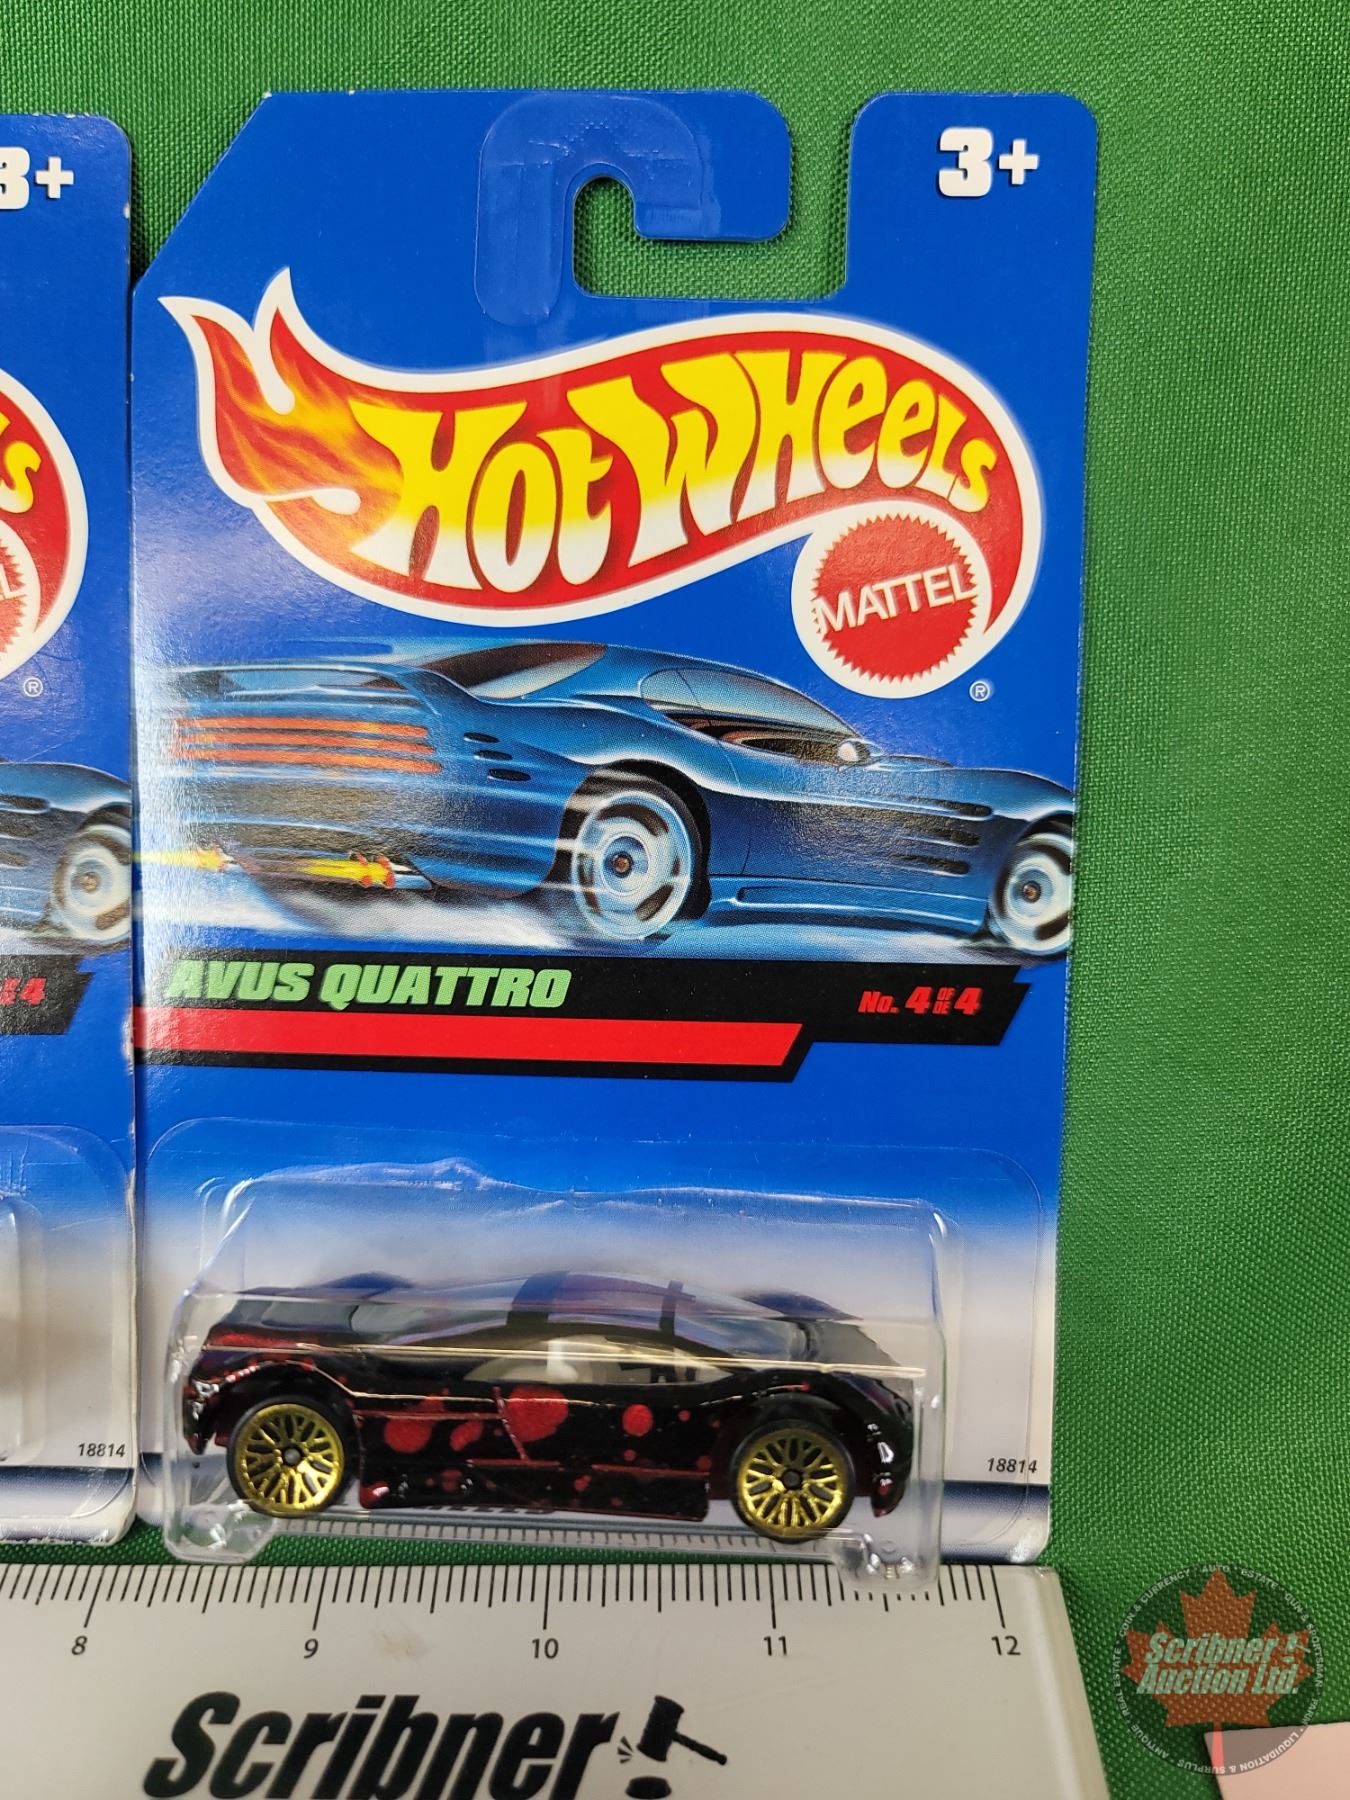 3+
3+
HOT WHEELS
MATTEL
®
®
AVUS QUATTRO
No. 4 OF DE 4
4
18814
18814
8 9 10 11 12
Scribner
Scribner
Auction Ltd.